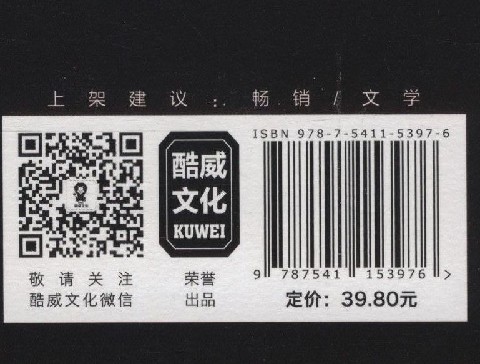 上架建议：畅销/文学
ISBN 978-7-5411-5397-6
酷威
文化
KUWEI
9 787541 153976 >
敬请关注
酷威文化微信
荣誉
出品
定价：39.80元